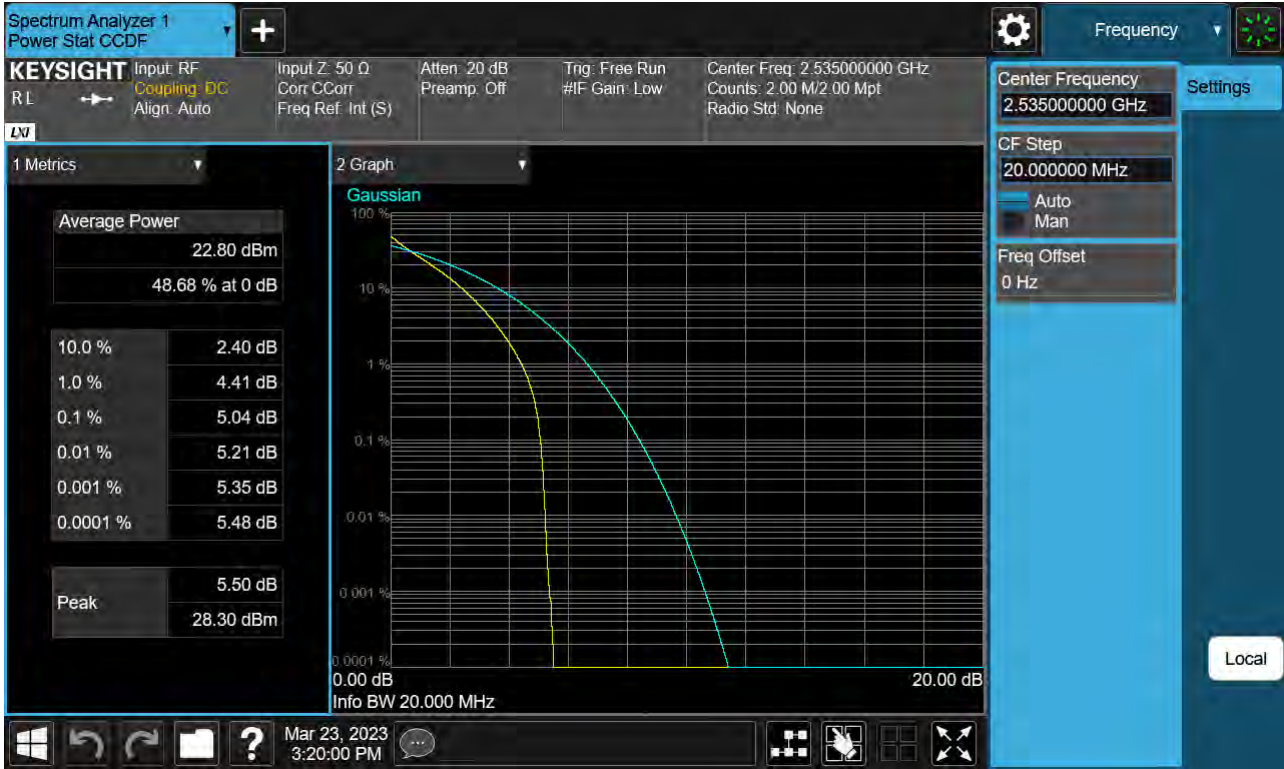 Spectrum Analyzer 1
Power Stat CCDF
Frequency
KEYSIGHT
R L
LXI
Input: RF
Coupling: DC
Align: Auto
Input Z: 50 Ω
Corr CCorr
Freq Ref: Int (S)
Atten: 20 dB
Preamp: Off
Trig: Free Run
#IF Gain: Low
Center Freq: 2.535000000 GHz
Counts: 2.00 M/2.00 Mpt
Radio Std: None
Center Frequency
2.535000000 GHz
Settings
CF Step
20.000000 MHz
Auto
Man
Freq Offset
0 Hz
1 Metrics
Average Power
22.80 dBm
48.68 % at 0 dB
10.0 % 2.40 dB
1.0 % 4.41 dB
0.1 % 5.04 dB
0.01 % 5.21 dB
0.001 % 5.35 dB
0.0001 % 5.48 dB
Peak
5.50 dB
28.30 dBm
2 Graph
Gaussian
100 %
10 %
1 %
0.1 %
0.01 %
0.001 %
0.0001 %
0.00 dB 20.00 dB
Info BW 20.000 MHz
Local
?
Mar 23, 2023
3:20:00 PM